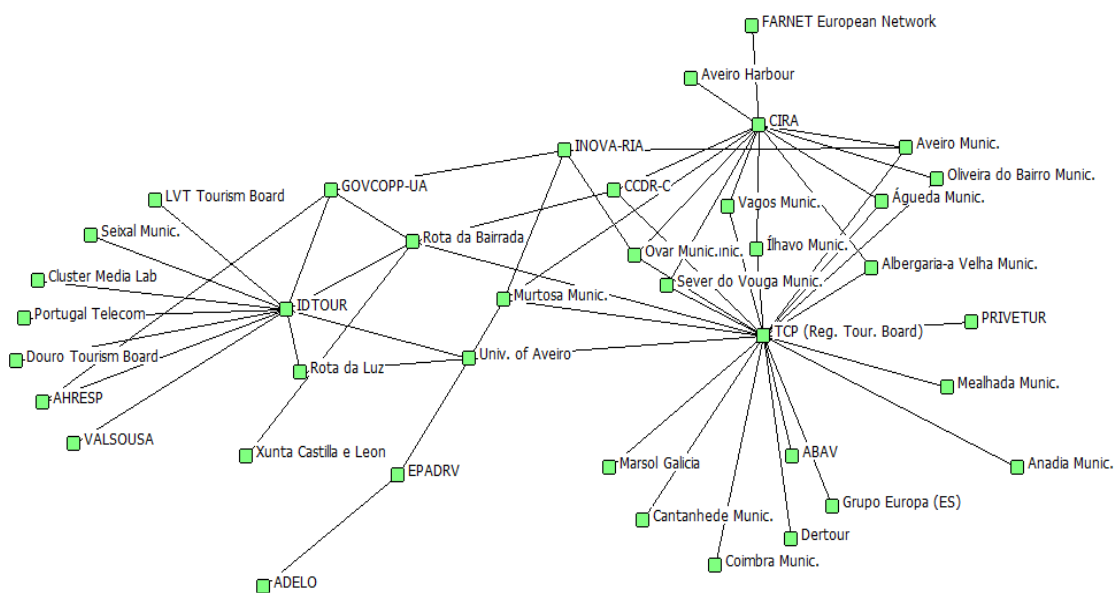 FARNET European Network
Aveiro Harbour
CIRA
INOVA-RIA
Aveiro Munic.
GOVCOPP-UA
CCDR-C
Oliveira do Bairro Munic.
LVT Tourism Board
Vagos Munic.
Águeda Munic.
Seixal Munic.
Rota da Bairrada
Ovar Munic.nic.
Ílhavo Munic.
Albergaria-a Velha Munic.
Cluster Media Lab
Sever do Vouga Munic.
Murtosa Munic.
IDTOUR
Portugal Telecom
PRIVETUR
TCP (Reg. Tour. Board)
Douro Tourism Board
Univ. of Aveiro
Rota da Luz
Mealhada Munic.
AHRESP
VALSOUSA
Xunta Castilla e Leon
EPADRV
Marsol Galicia
ABAV
Anadia Munic.
Grupo Europa (ES)
Cantanhede Munic.
Dertour
Coimbra Munic.
ADELO